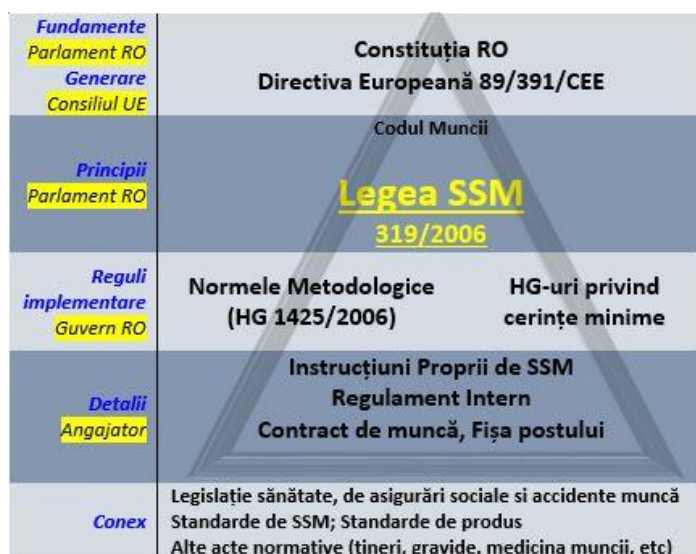 Fundamente
Parlament RO
Generare
Consiliul UE
Constituția RO
Directiva Europeană 89/391/CEE
Principii
Parlament RO
Codul Muncii
Legea SSM
319/2006
Reguli
implementare
Guvern RO
Normele Metodologice
(HG 1425/2006)
HG-uri privind
cerințe minime
Detalii
Angajator
Instrucțiuni Proprii de SSM
Regulament Intern
Contract de muncă, Fișa postului
Conex
Legislație sănătate, de asigurări sociale si accidente muncă
Standarde de SSM; Standarde de produs
Alte acte normative (tineri, gravide, medicina muncii, etc)